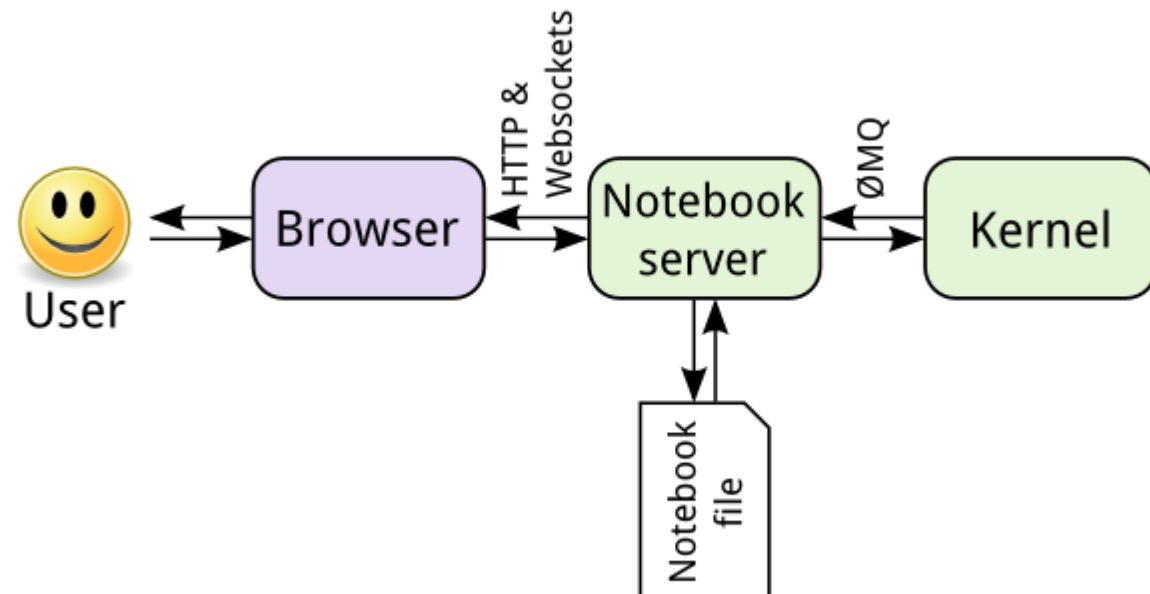 HTTP &
Websockets
ØMQ
User
Browser
Notebook
server
Kernel
Notebook
file